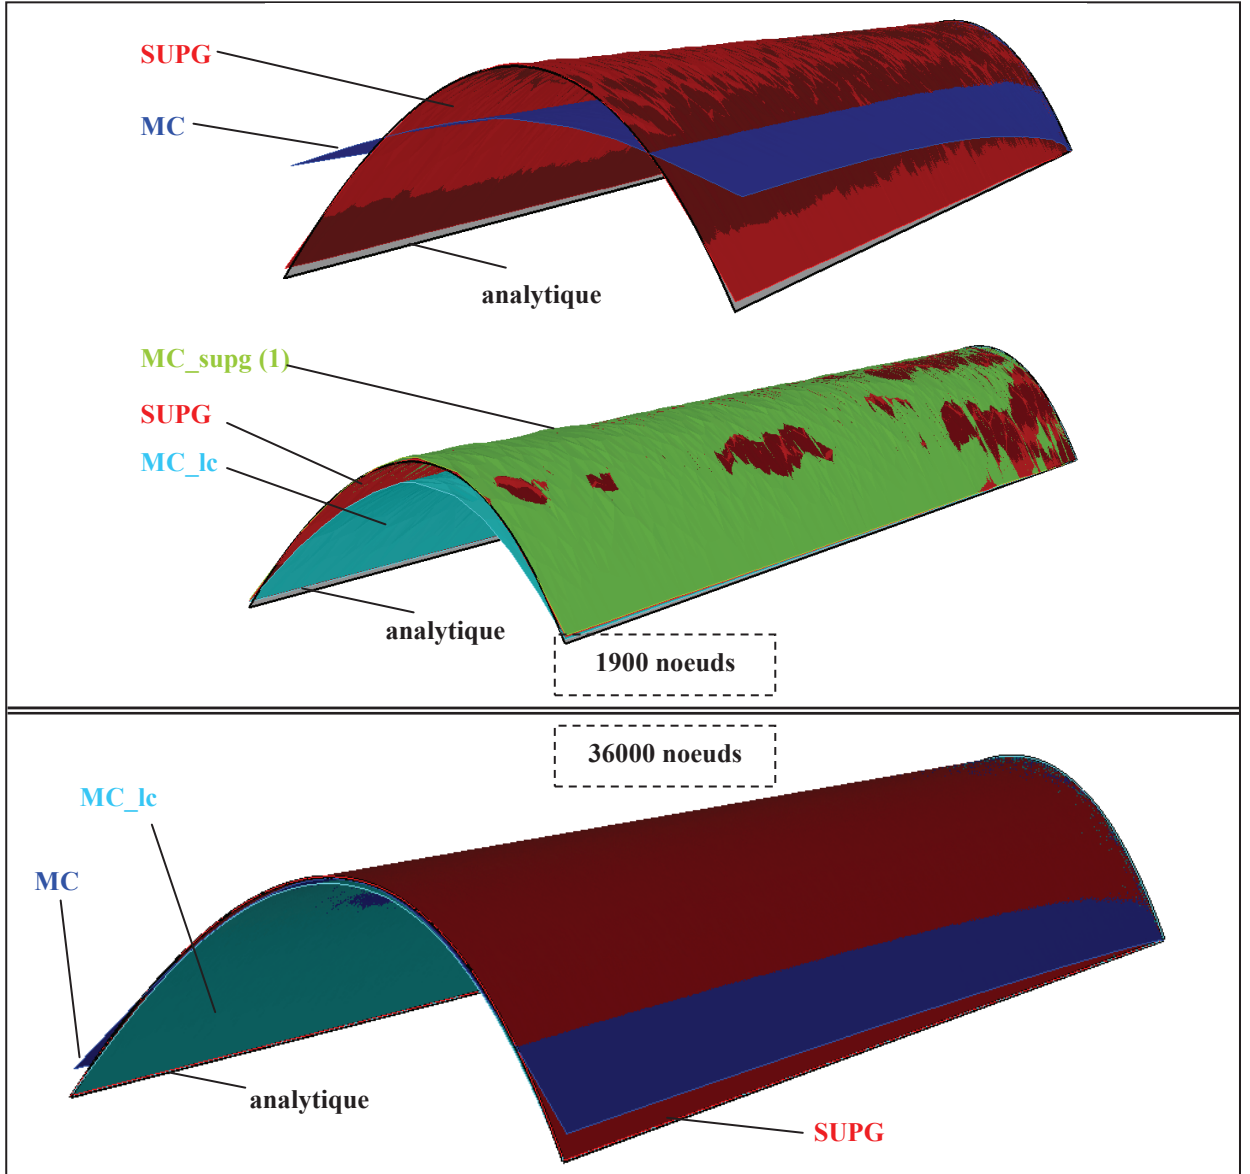 SUPG
MC
analytique
MC_supg (1)
SUPG
MC_lc
analytique
1900 noeuds
36000 noeuds
MC_lc
MC
analytique
SUPG